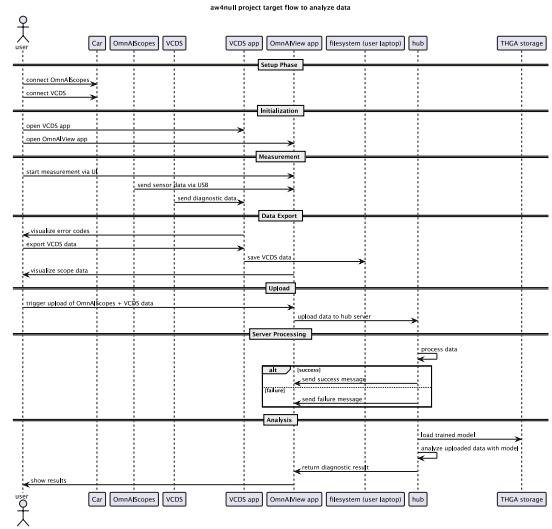 aw4null project target flow to analyze data
user
Car
OmnAIScopes
VCDS
VCDS app
OmnAIView app
filesystem (user laptop)
hub
THGA storage
Setup Phase
connect OmnAIScopes
connect VCDS
Initialization
open VCDS app
open OmnAIView app
Measurement
start measurement via UI
send sensor data via USB
send diagnostic data
Data Export
visualize error codes
export VCDS data
save VCDS data
visualize scope data
Upload
trigger upload of OmnAIScopes + VCDS data
upload data to hub server
Server Processing
process data
alt
[success]
send success message
[failure]
send failure message
Analysis
load trained model
analyze uploaded data with model
return diagnostic result
show results
user
Car
OmnAIScopes
VCDS
VCDS app
OmnAIView app
filesystem (user laptop)
hub
THGA storage